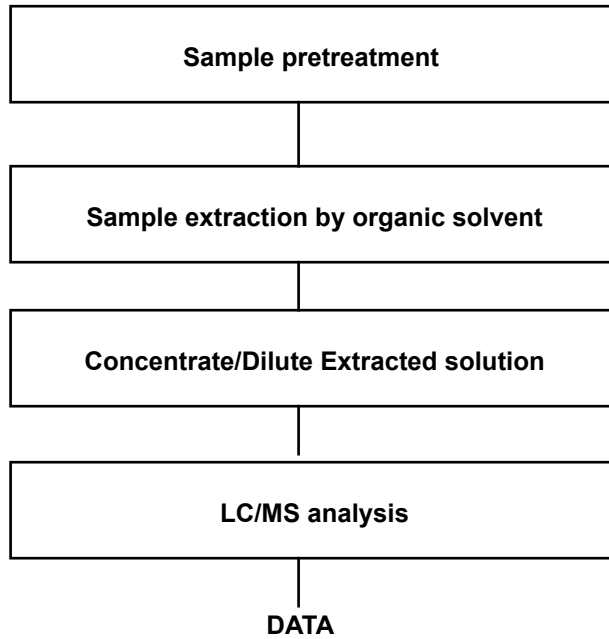 Sample pretreatment
Sample extraction by organic solvent
Concentrate/Dilute Extracted solution
LC/MS analysis
DATA